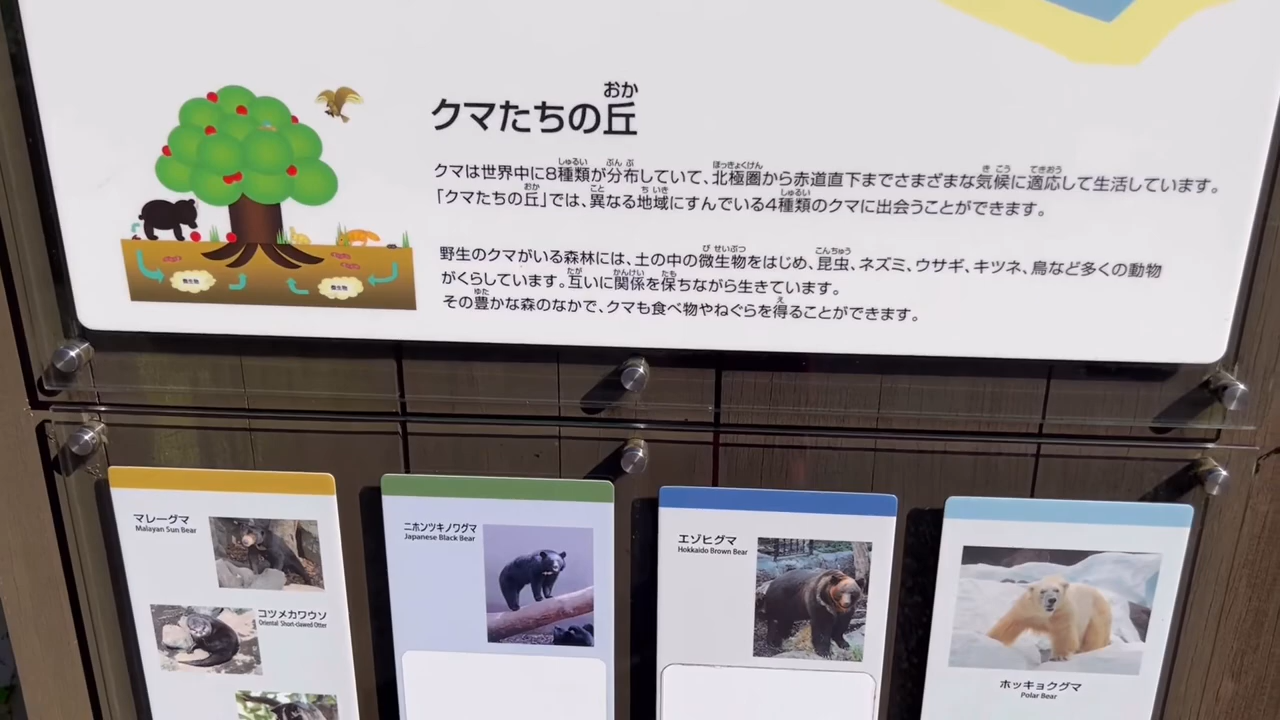 クマたちの丘
おか
クマは世界中に8種類が分布していて、北極圏から赤道直下までさまざまな気候に適応して生活しています。
しゅるい ぶんぷ ほっきょくけん きこう てきおう
「クマたちの丘」では、異なる地域にすんでいる4種類のクマに出会うことができます。
おか こと ちいき しゅるい
野生のクマがいる森林には、土の中の微生物をはじめ、昆虫、ネズミ、ウサギ、キツネ、鳥など多くの動物
びせいぶつ こんちゅう
がくらしています。互いに関係を保ちながら生きています。
たが かんけい たも
その豊かな森のなかで、クマも食べ物やねぐらを得ることができます。
ゆた え
微生物
微生物
マレーグマ
Malayan Sun Bear
コツメカワウソ
Oriental Short-clawed Otter
ニホンツキノワグマ
Japanese Black Bear
エゾヒグマ
Hokkaido Brown Bear
ホッキョクグマ
Polar Bear